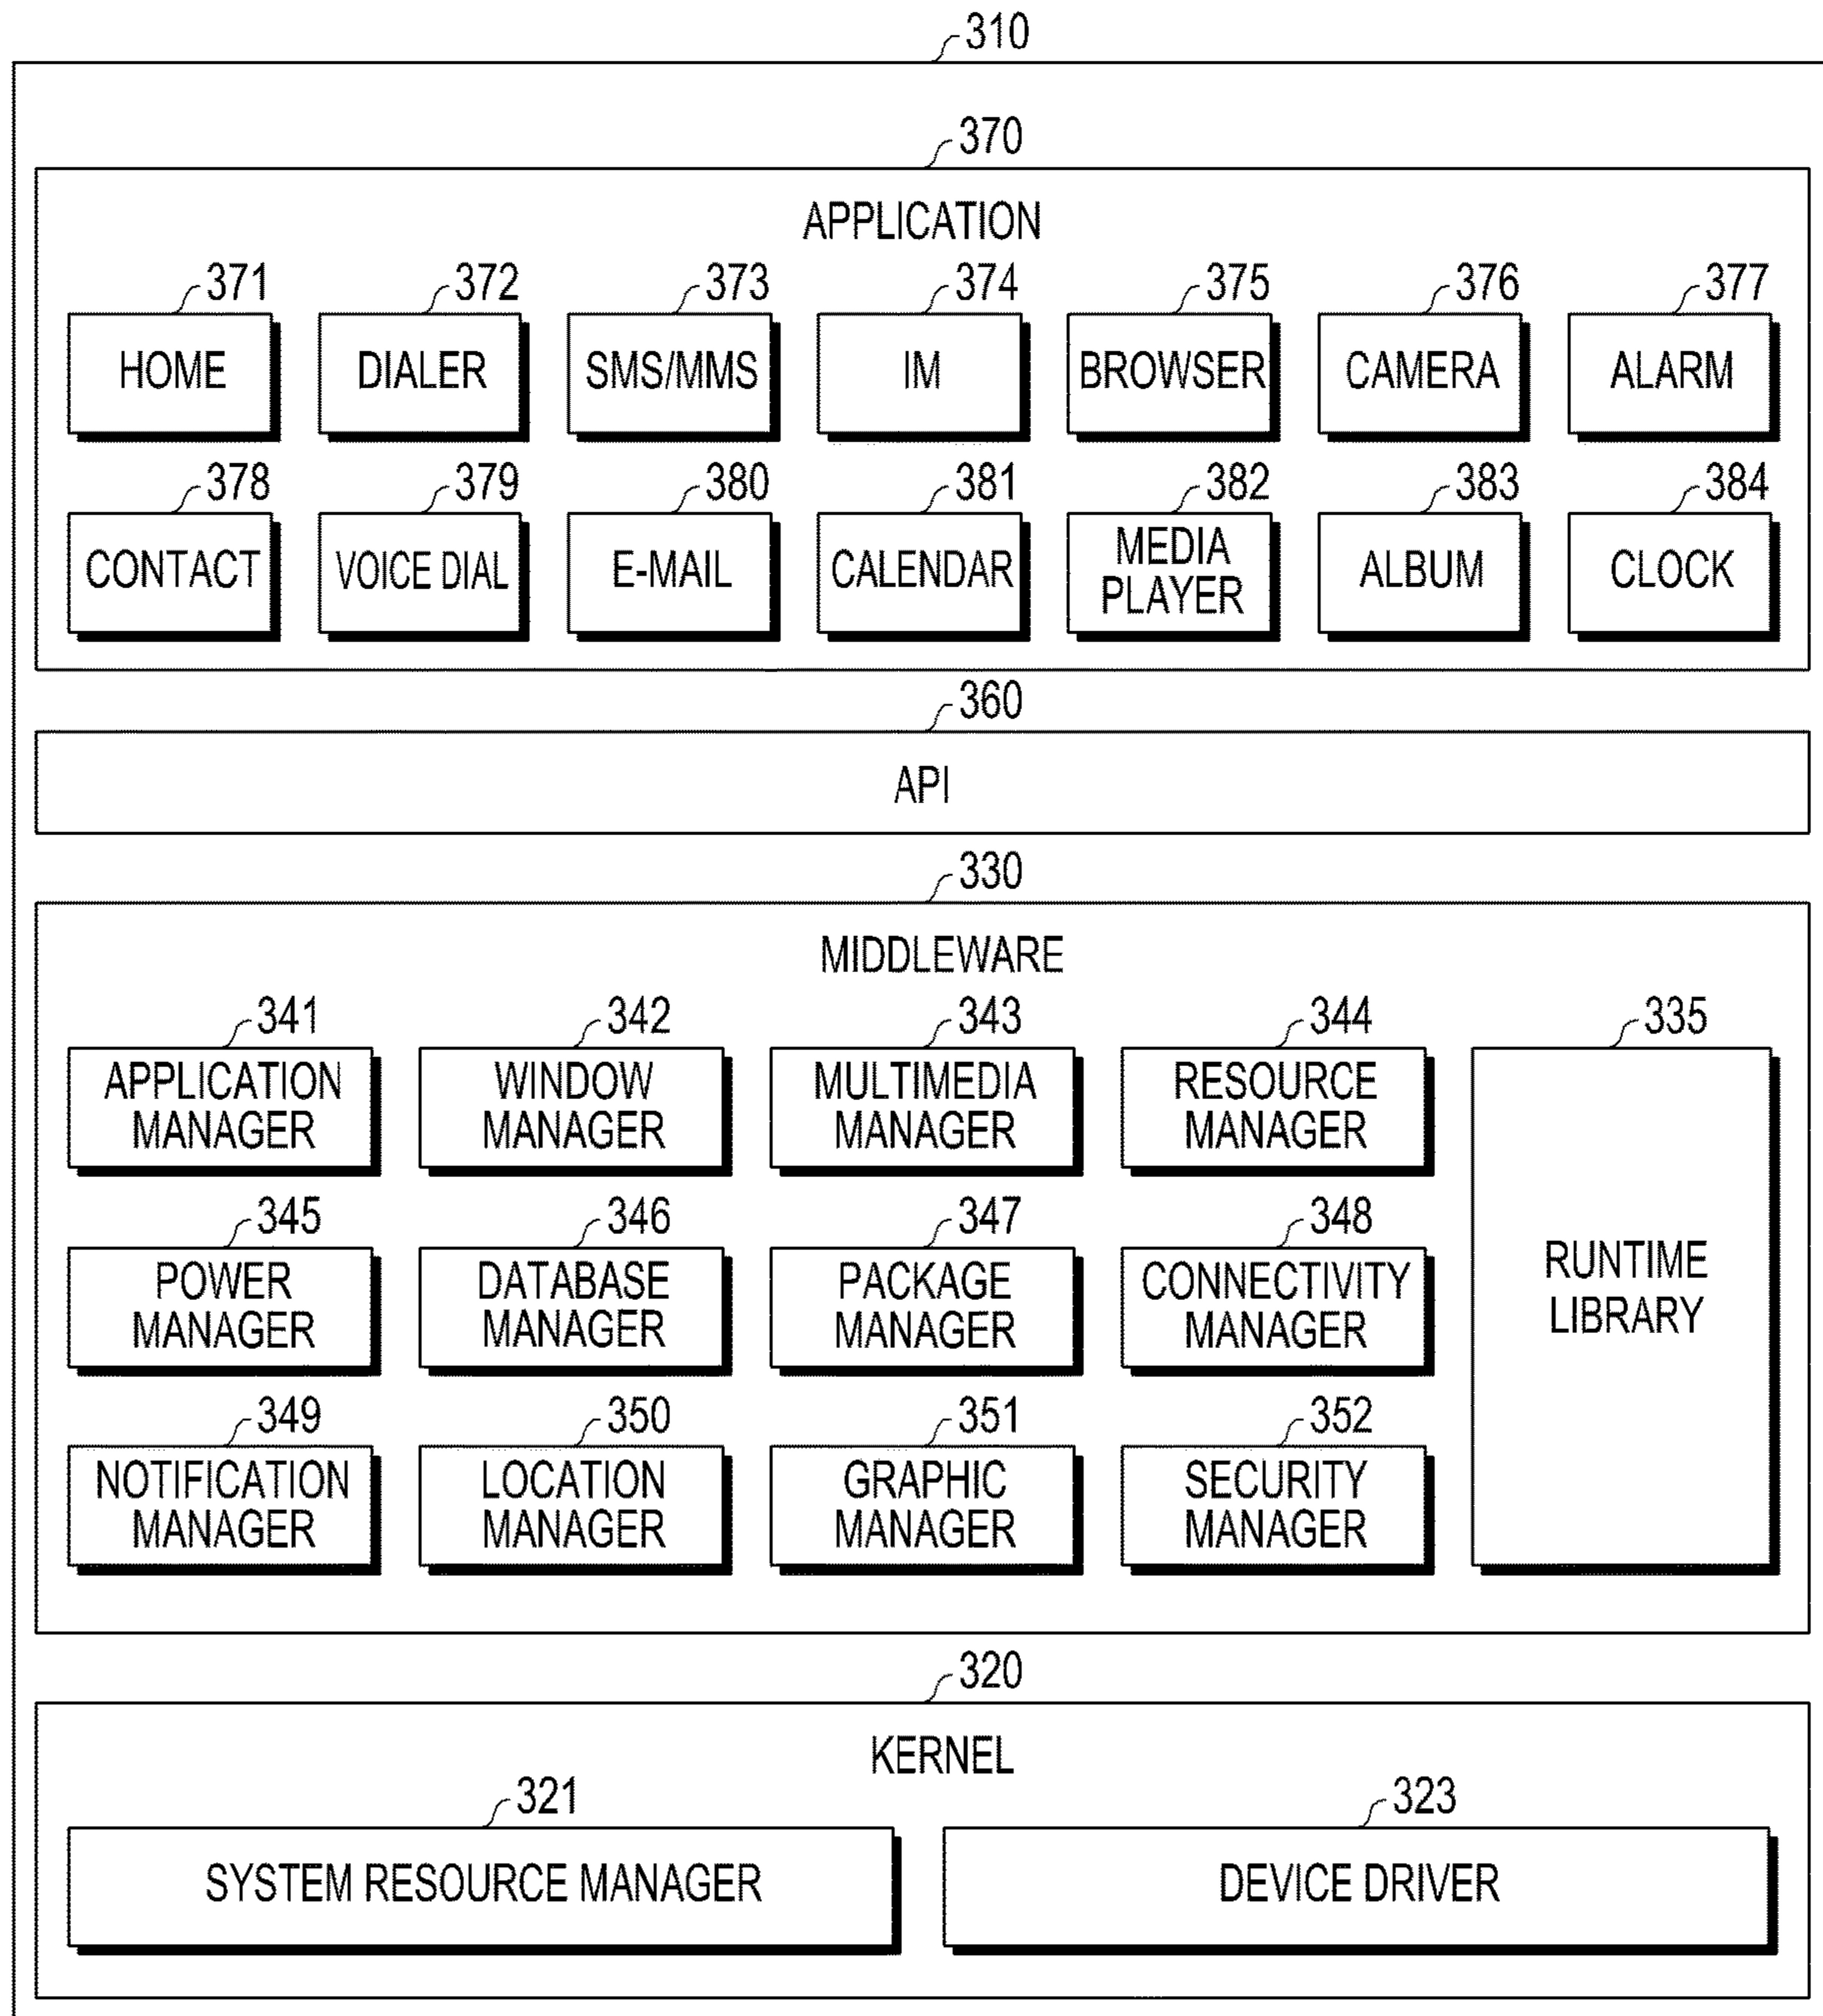 310
370
APPLICATION
371 372 373 374 375 376 377
HOME DIALER SMS/MMS IM BROWSER CAMERA ALARM
378 379 380 381 382 383 384
CONTACT VOICE DIAL E-MAIL CALENDAR MEDIA PLAYER ALBUM CLOCK
360
API
330
MIDDLEWARE
341 342 343 344 335
APPLICATION WINDOW MULTIMEDIA RESOURCE
MANAGER MANAGER MANAGER MANAGER
345 346 347 348
POWER DATABASE PACKAGE CONNECTIVITY RUNTIME
MANAGER MANAGER MANAGER MANAGER LIBRARY
349 350 351 352
NOTIFICATION LOCATION GRAPHIC SECURITY
MANAGER MANAGER MANAGER MANAGER
320
KERNEL
321 323
SYSTEM RESOURCE MANAGER DEVICE DRIVER